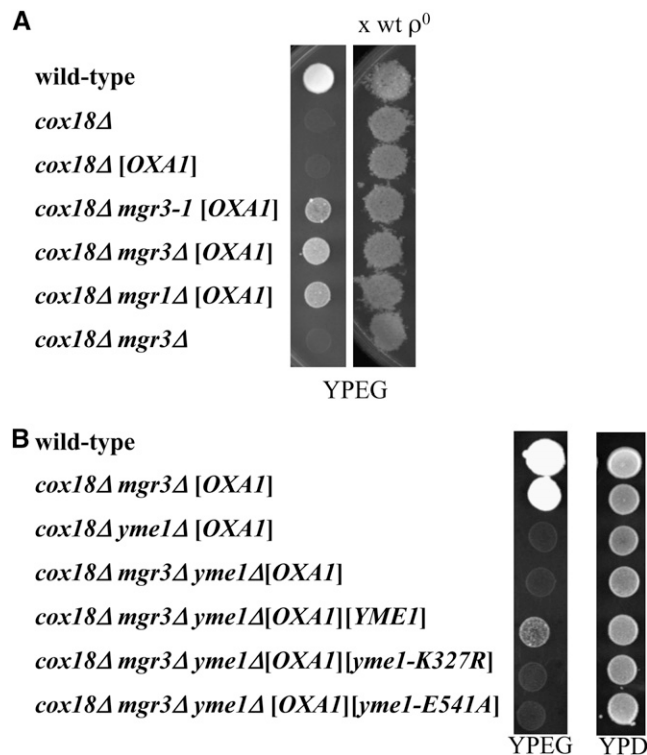 A
x wt ρ⁰
wild-type
cox18Δ
cox18Δ [OXA1]
cox18Δ mgr3-1 [OXA1]
cox18Δ mgr3Δ [OXA1]
cox18Δ mgr1Δ [OXA1]
cox18Δ mgr3Δ
YPEG
B wild-type
cox18Δ mgr3Δ [OXA1]
cox18Δ yme1Δ [OXA1]
cox18Δ mgr3Δ yme1Δ[OXA1]
cox18Δ mgr3Δ yme1Δ[OXA1][YME1]
cox18Δ mgr3Δ yme1Δ[OXA1][yme1-K327R]
cox18Δ mgr3Δ yme1Δ [OXA1][yme1-E541A]
YPEG YPD